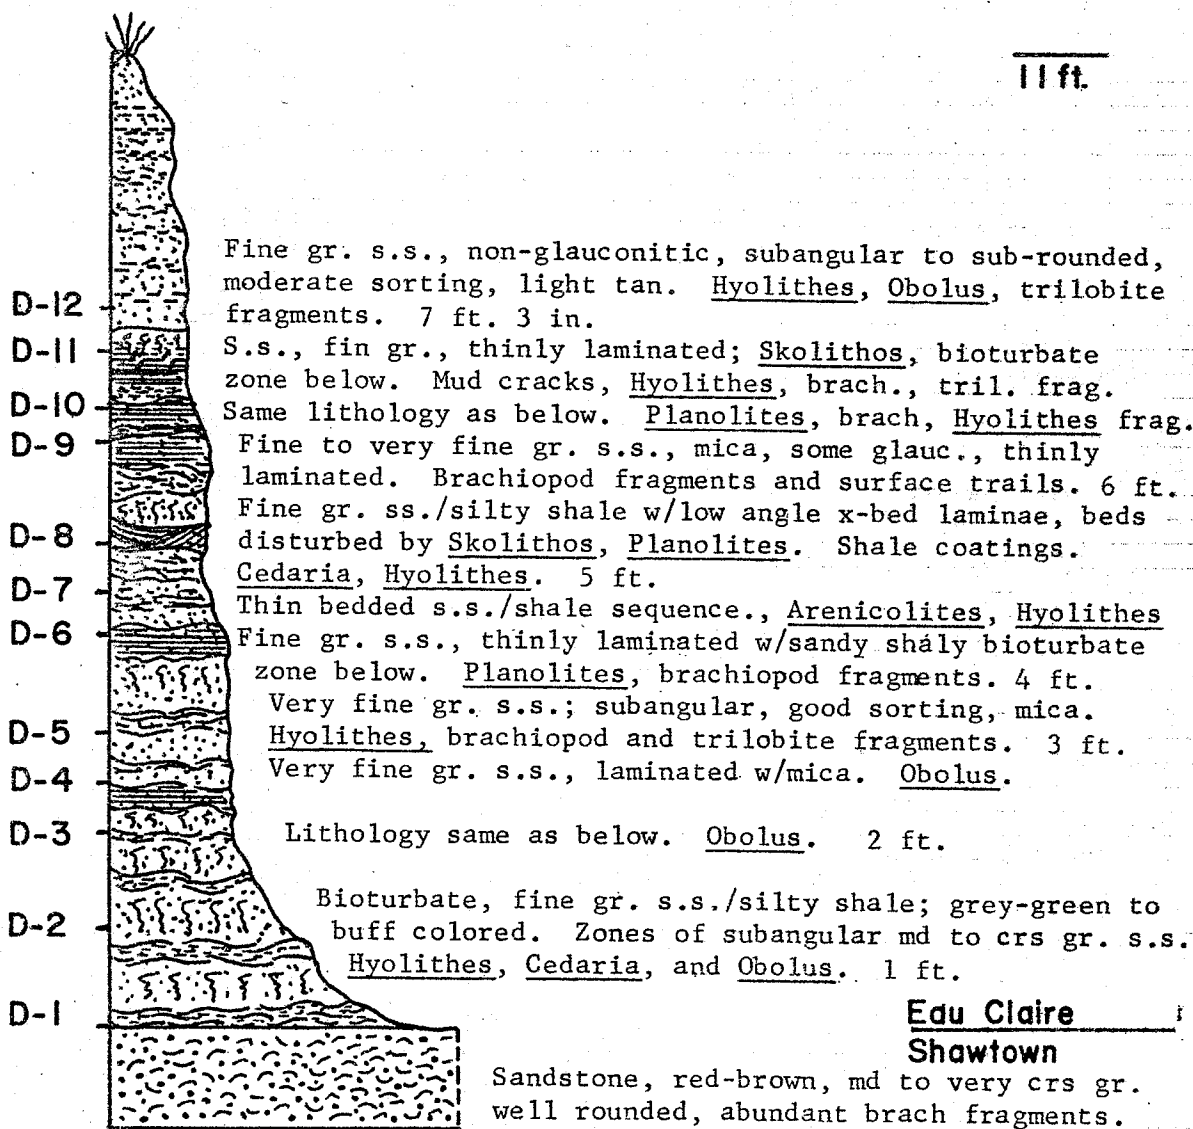 11 ft.
Fine gr. s.s., non-glauconitic, subangular to sub-rounded,
moderate sorting, light tan. Hyolithes, Obolus, trilobite
D-12
fragments. 7 ft. 3 in.
D-11
S.s., fin gr., thinly laminated; Skolithos, bioturbate
zone below. Mud cracks, Hyolithes, brach., tril. frag.
D-10
Same lithology as below. Planolites, brach, Hyolithes frag.
D-9
Fine to very fine gr. s.s., mica, some glauc., thinly
laminated. Brachiopod fragments and surface trails. 6 ft.
Fine gr. ss./silty shale w/low angle x-bed laminae, beds
D-8
disturbed by Skolithos, Planolites. Shale coatings.
Cedaria, Hyolithes. 5 ft.
D-7
Thin bedded s.s./shale sequence., Arenicolites, Hyolithes
D-6
Fine gr. s.s., thinly laminated w/sandy shaly bioturbate
zone below. Planolites, brachiopod fragments. 4 ft.
Very fine gr. s.s.; subangular, good sorting, mica.
D-5
Hyolithes, brachiopod and trilobite fragments. 3 ft.
D-4
Very fine gr. s.s., laminated w/mica. Obolus.
D-3
Lithology same as below. Obolus. 2 ft.
Bioturbate, fine gr. s.s./silty shale; grey-green to
D-2
buff colored. Zones of subangular md to crs gr. s.s.
Hyolithes, Cedaria, and Obolus. 1 ft.
D-1
Eau Claire
Shawtown
Sandstone, red-brown, md to very crs gr.
well rounded, abundant brach fragments.